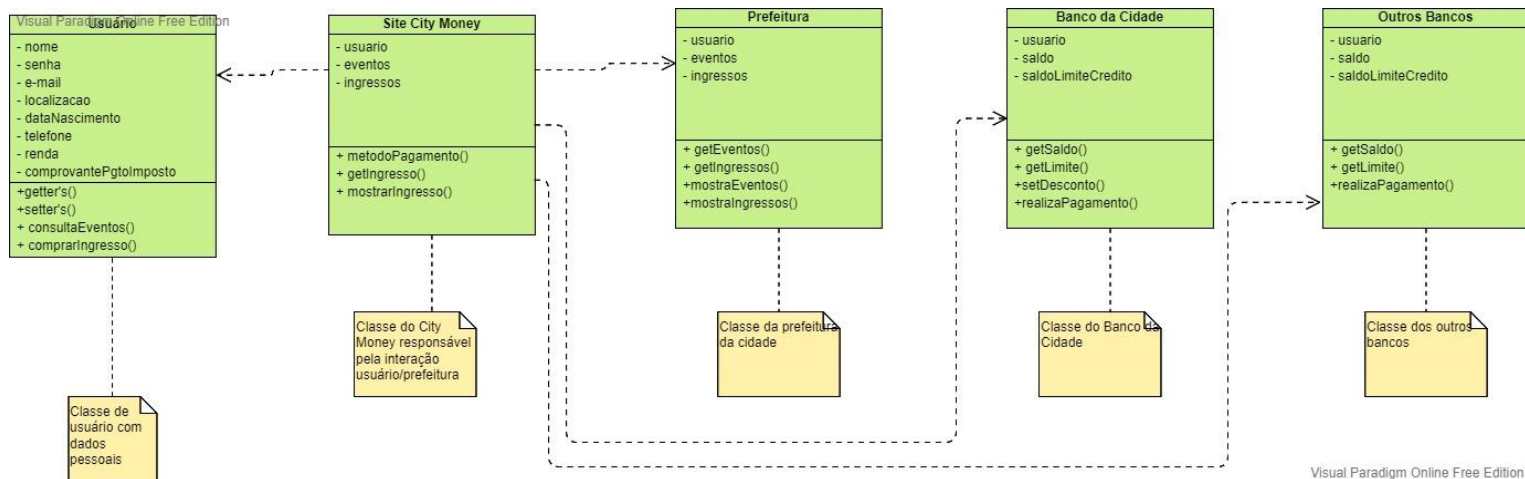 Visual Paradigm Online Free Edition
Usuário
- nome
- senha
- e-mail
- localizacao
- dataNascimento
- telefone
- renda
- comprovantePgtoImposto
+getter's()
+setter's()
+ consultaEventos()
+ comprarIngresso()
Classe de
usuário com
dados
pessoais
Site City Money
- usuario
- eventos
- ingressos
+ metodoPagamento()
+ getIngresso()
+ mostrarIngresso()
Classe do City
Money responsável
pela interação
usuário/prefeitura
Prefeitura
- usuario
- eventos
- ingressos
+ getEventos()
+ getIngressos()
+mostraEventos()
+mostraIngressos()
Classe da prefeitura
da cidade
Banco da Cidade
- usuario
- saldo
- saldoLimiteCredito
+ getSaldo()
+ getLimite()
+setDesconto()
+realizaPagamento()
Classe do Banco da
Cidade
Outros Bancos
- usuario
- saldo
- saldoLimiteCredito
+ getSaldo()
+ getLimite()
+realizaPagamento()
Classe dos outros
bancos
Visual Paradigm Online Free Edition